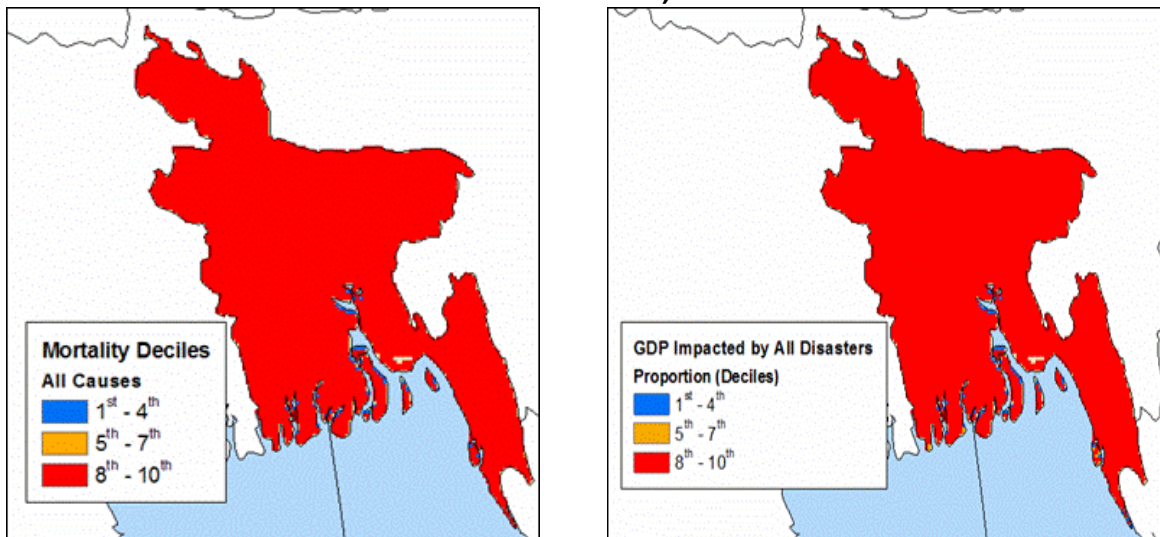 Mortality Deciles
All Causes
1st - 4th
5th - 7th
8th - 10th
GDP Impacted by All Disasters
Proportion (Deciles)
1st - 4th
5th - 7th
8th - 10th